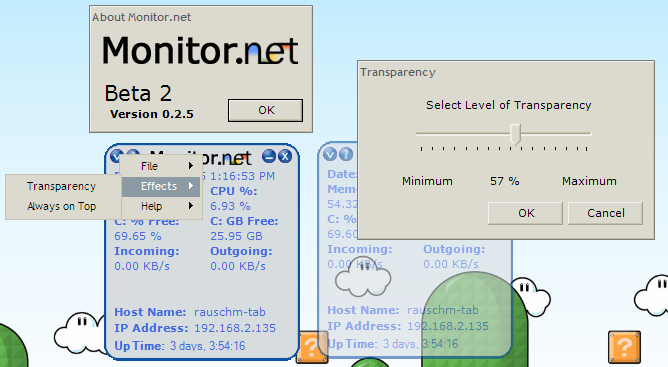 About Monitor.net
Monitor.net
Beta 2
Version 0.2.5
OK
Transparency
Select Level of Transparency
Minimum 57 % Maximum
OK Cancel
Monitor.net
File
Effects
Help
Transparency
Always on Top
1:16:53 PM
CPU %:
6.93 %
C: % Free: C: GB Free:
69.65 % 25.95 GB
Incoming: Outgoing:
0.00 KB/s 0.00 KB/s
Host Name: rauschm-tab
IP Address: 192.168.2.135
Up Time: 3 days, 3:54:16
Date:
Mem
54.32
C: %
69.60
Incoming: Outgoing:
0.00 KB/s 0.00 KB/s
Host Name: rauschm-tab
IP Address: 192.168.2.135
Up Time: 3 days, 3:54:16
?
?